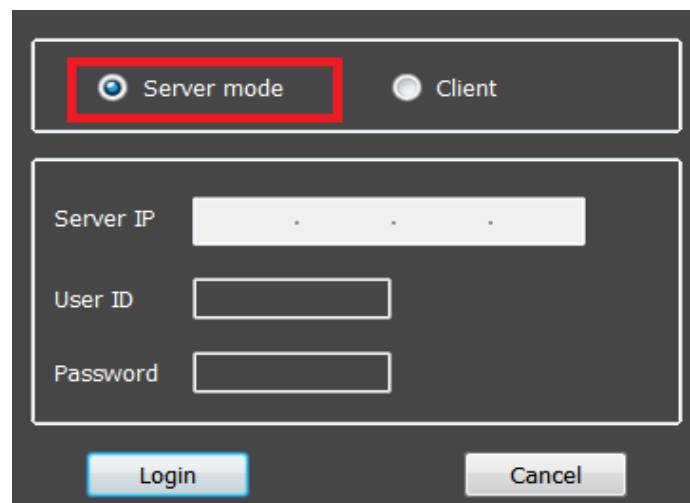 Server mode Client
Server IP . . .
User ID
Password
Login Cancel